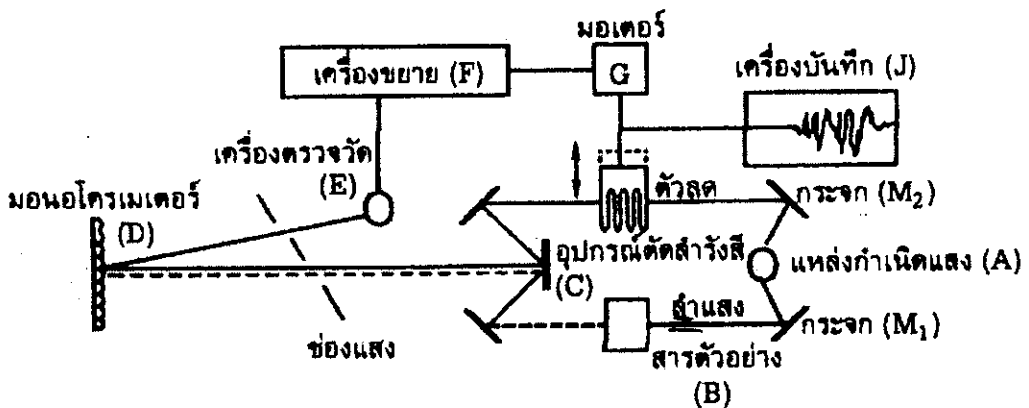 มอเตอร์
G
เครื่องขยาย (F)
เครื่องบันทึก (J)
เครื่องตรวจวัด
(E)
มอนอโครเมเตอร์
(D)
ตัวลด
กระจก (M₂)
อุปกรณ์ตัดลำรังสี
(C)
แหล่งกำเนิดแสง (A)
ช่องแสง
ลำแสง
กระจก (M₁)
สารตัวอย่าง
(B)